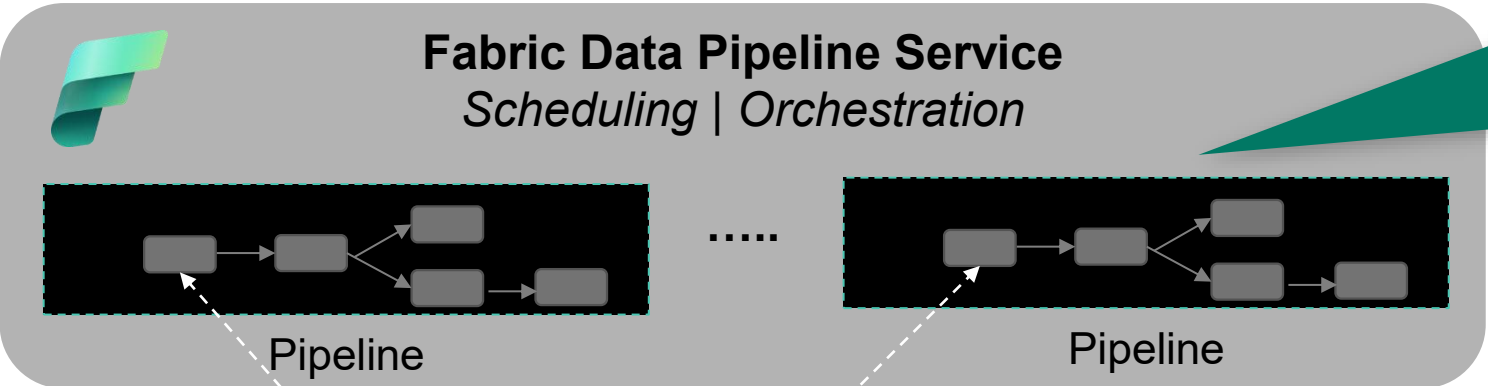 Fabric Data Pipeline Service
Scheduling | Orchestration
…..
Pipeline
Pipeline